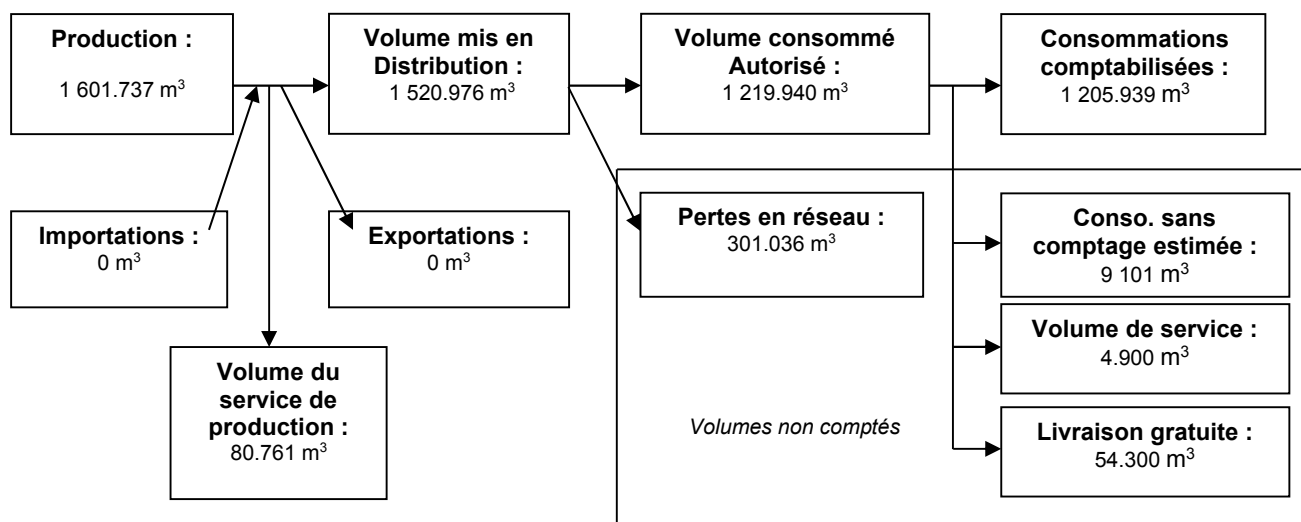 Production :
1 601.737 m³
Volume mis en
Distribution :
1 520.976 m³
Volume consommé
Autorisé :
1 219.940 m³
Consommations
comptabilisées :
1 205.939 m³
Importations :
0 m³
Exportations :
0 m³
Pertes en réseau :
301.036 m³
Conso. sans
comptage estimée :
9 101 m³
Volume de service :
4.900 m³
Volume du
service de
production :
80.761 m³
Volumes non comptés
Livraison gratuite :
54.300 m³